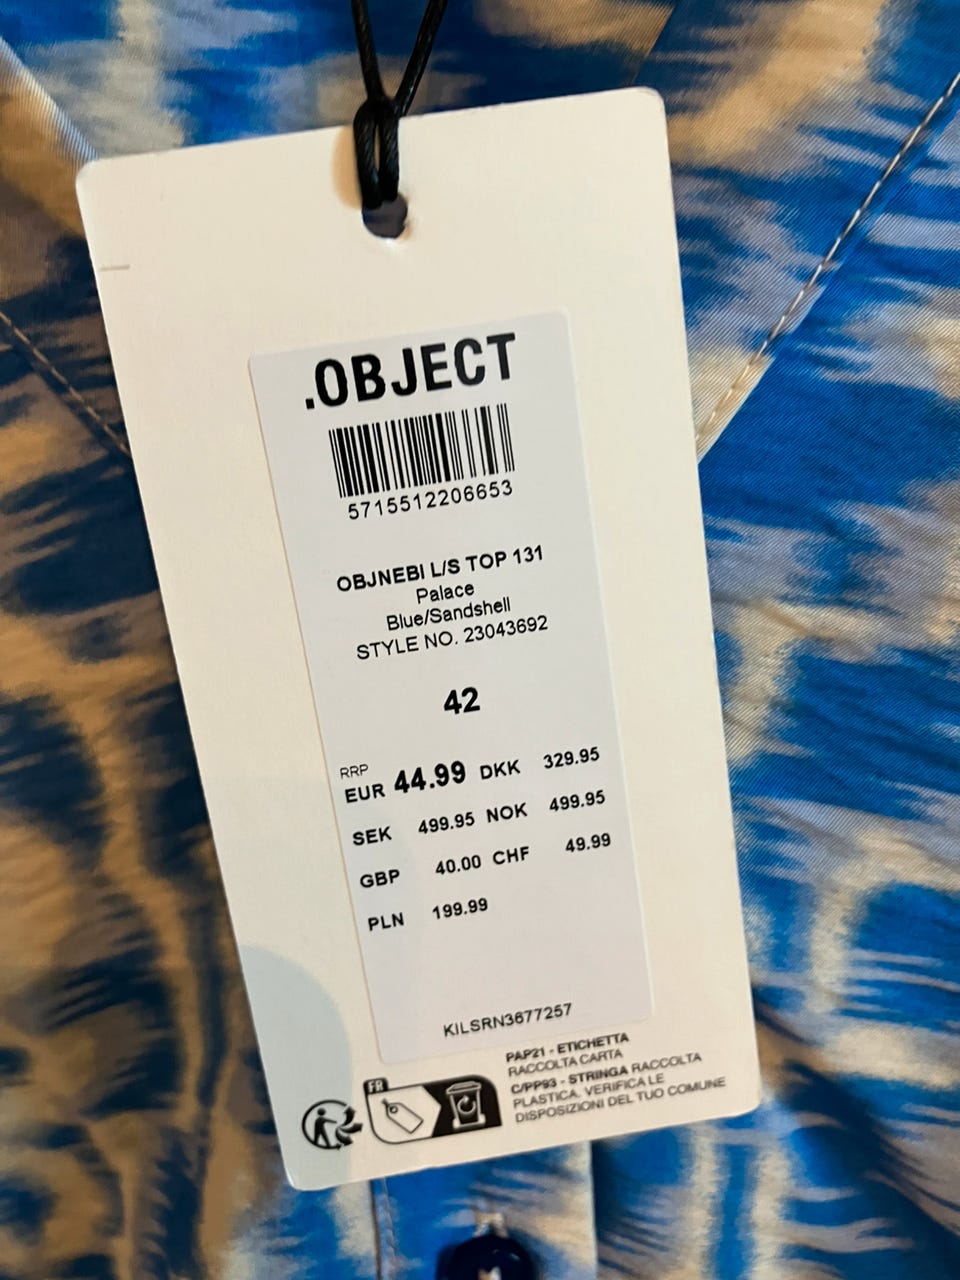 .OBJECT
5715512206653
OBJNEBI L/S TOP 131
Palace
Blue/Sandshell
STYLE NO. 23043692
42
RRP
EUR 44.99 DKK 329.95
SEK 499.95 NOK 499.95
GBP 40.00 CHF 49.99
PLN 199.99
KILSRN3677257
PAP21 - ETICHETTA
RACCOLTA CARTA
C/PP93 - STRINGA RACCOLTA
PLASTICA. VERIFICA LE
DISPOSIZIONI DEL TUO COMUNE
FR